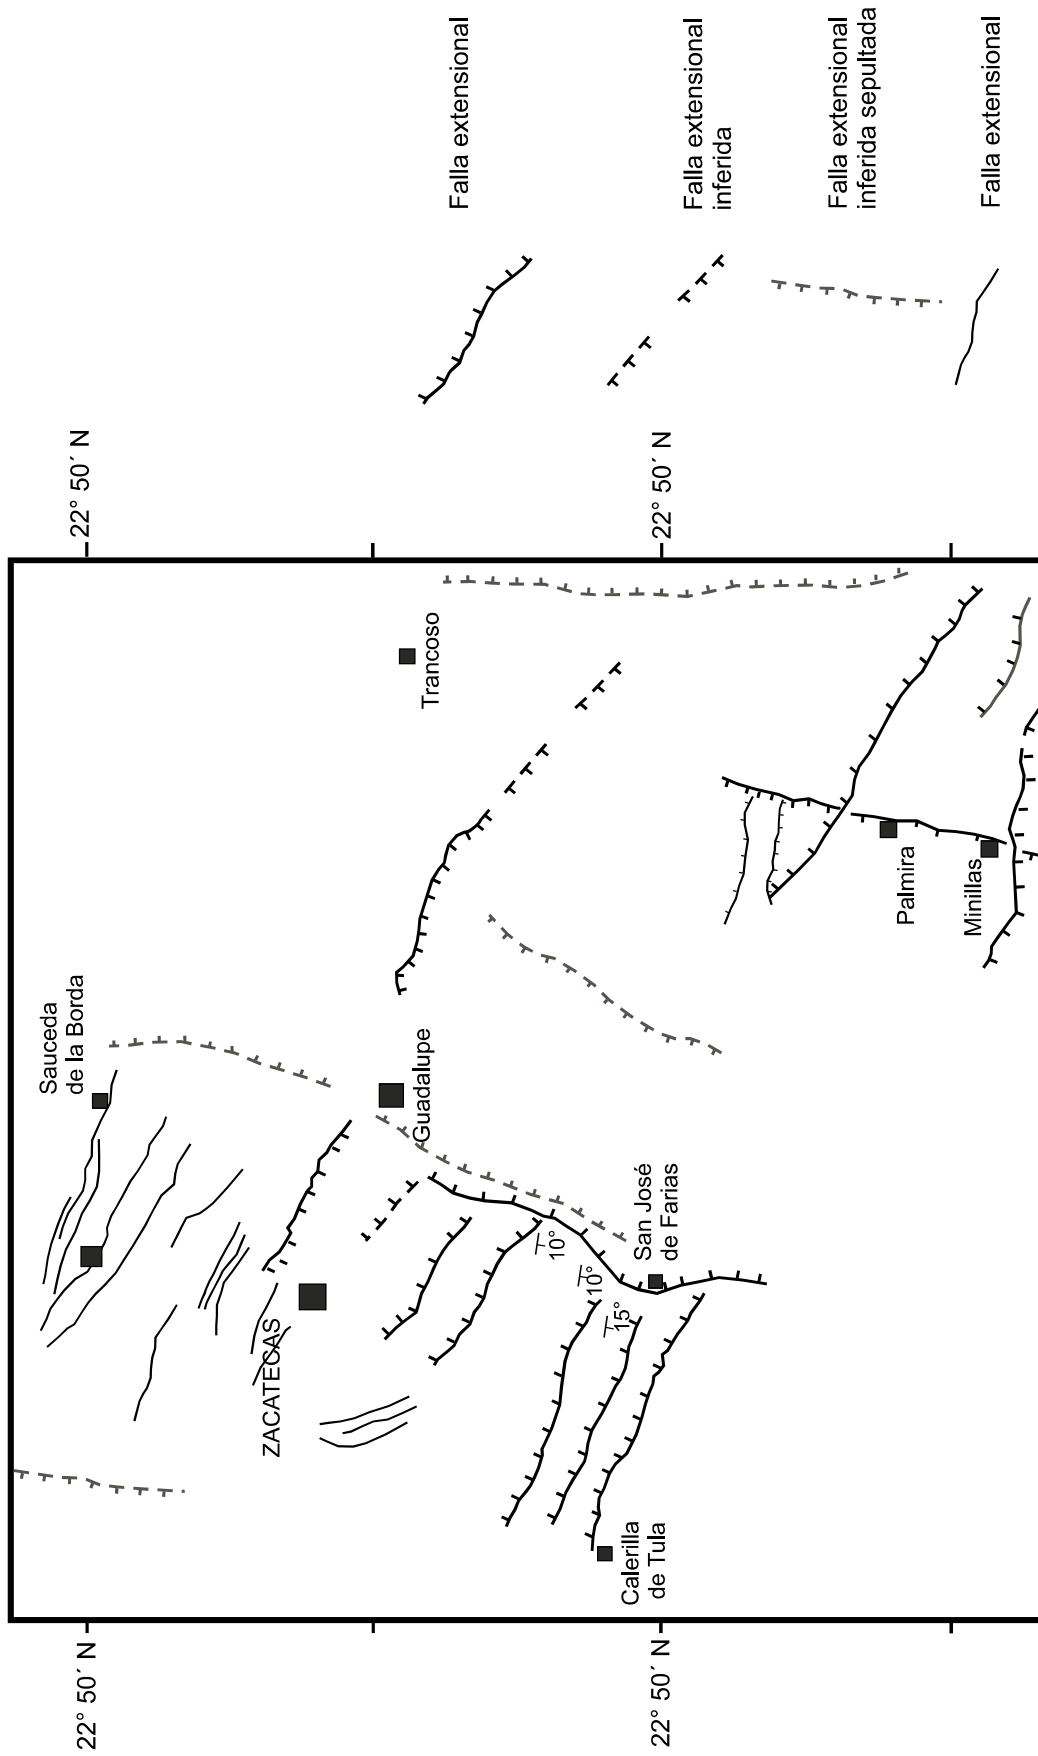 22° 50´ N
22° 50´ N
Sauceda
de la Borda
ZACATECAS
Guadalupe
Trancoso
10°
10°
15°
San José
de Farias
Calerilla
de Tula
Palmira
Minillas
22° 50´ N
22° 50´ N
Falla extensional
Falla extensional
inferida
Falla extensional
inferida sepultada
Falla extensional